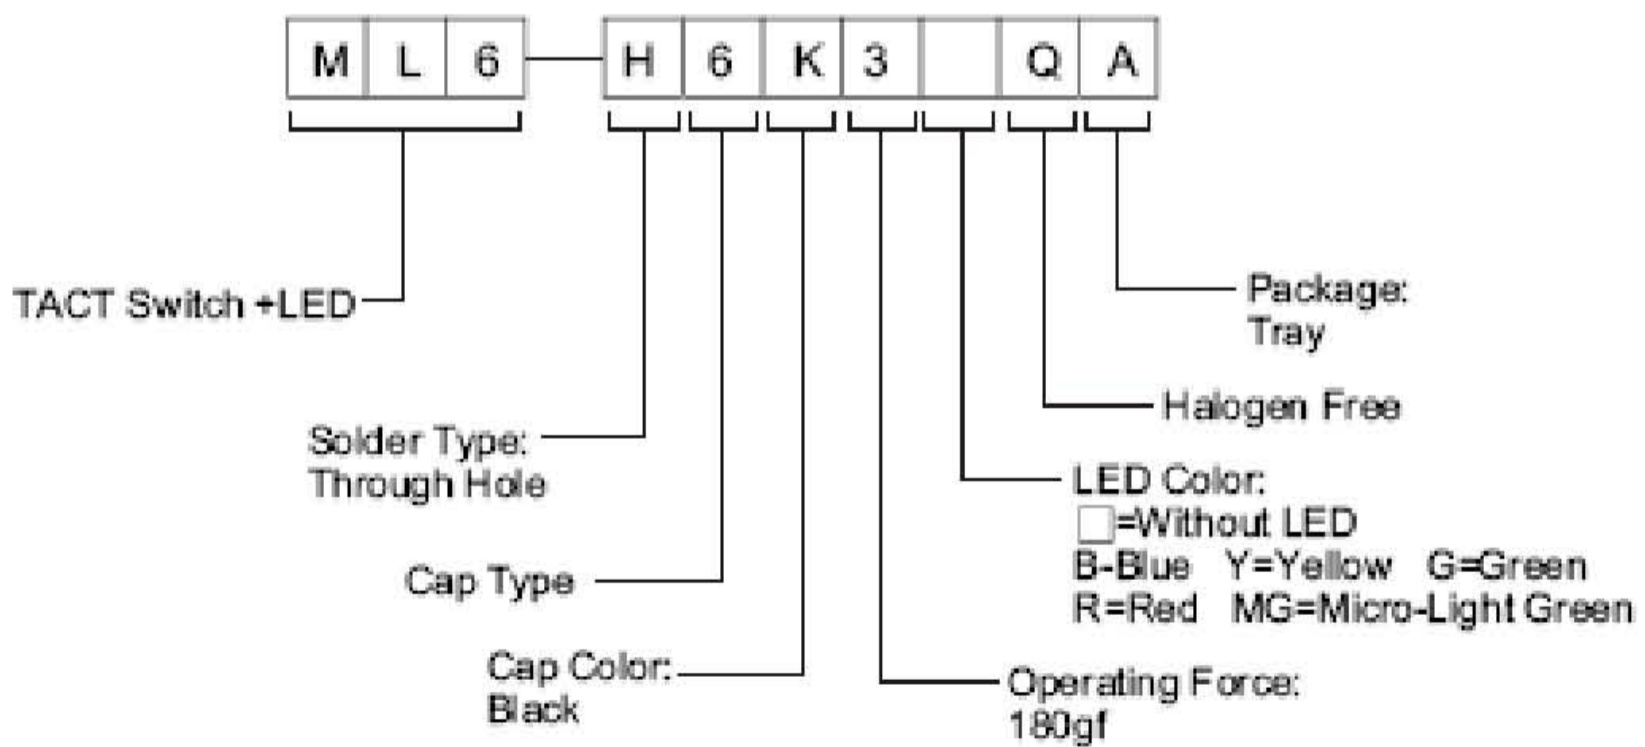 M L 6 — H 6 K 3 Q A
TACT Switch +LED
Package:
Tray
Halogen Free
Solder Type:
Through Hole
LED Color:
□=Without LED
B-Blue Y=Yellow G=Green
R=Red MG=Micro-Light Green
Cap Type
Cap Color:
Black
Operating Force:
180gf